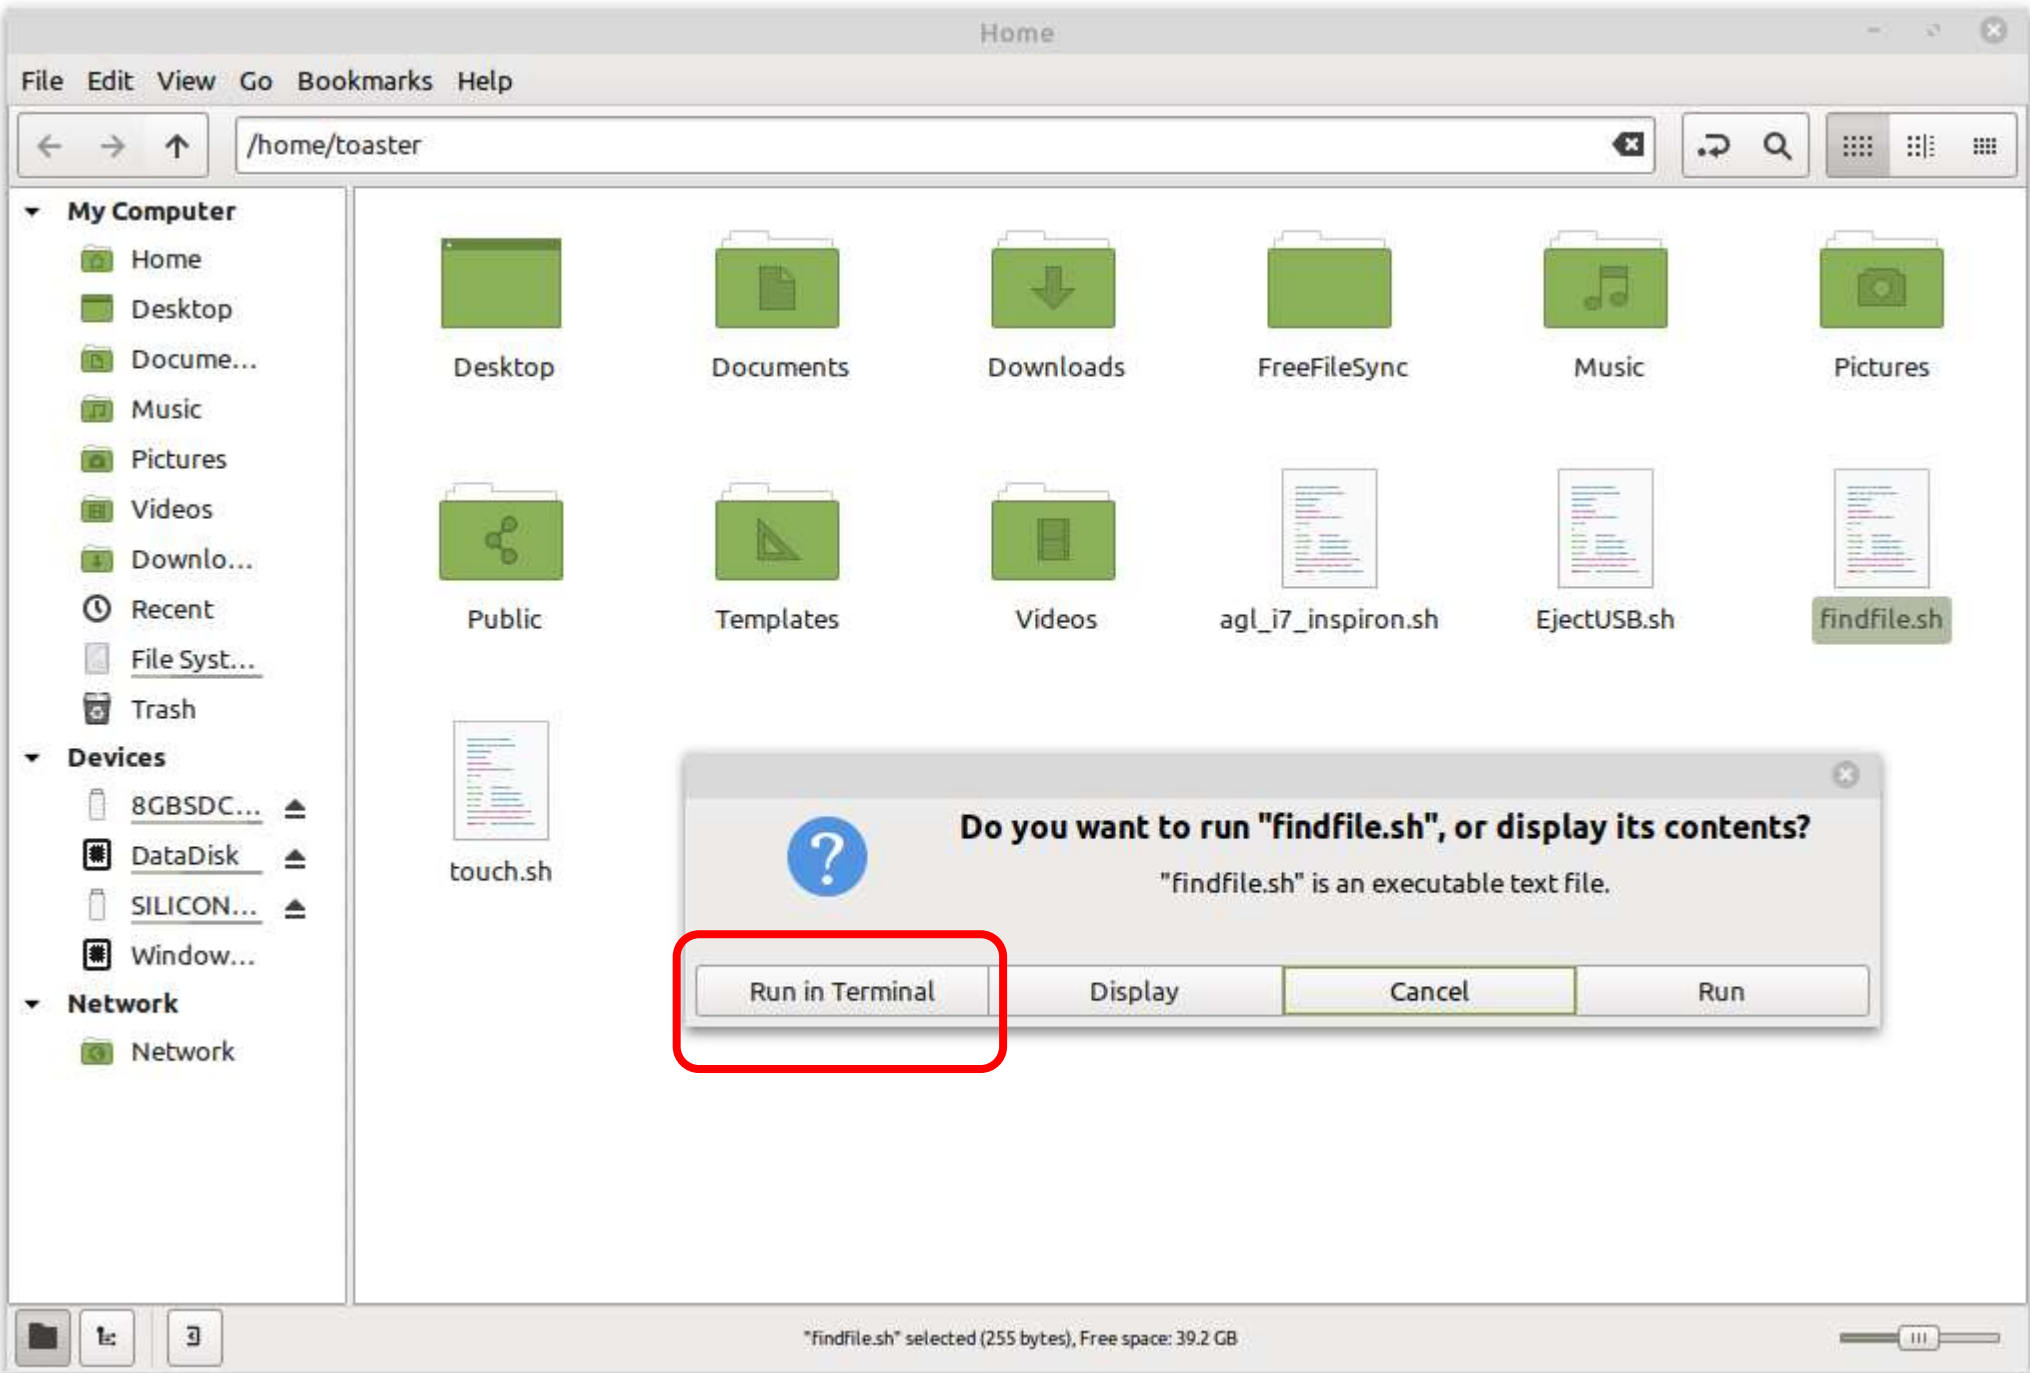 Home
File Edit View Go Bookmarks Help
/home/toaster
My Computer
Home
Desktop
Docume...
Music
Pictures
Videos
Downlo...
Recent
File Syst...
Trash
Devices
8GBSDC...
DataDisk
SILICON...
Window...
Network
Network
Desktop Documents Downloads FreeFileSync Music Pictures
Public Templates Videos agl_i7_inspiron.sh EjectUSB.sh findfile.sh
touch.sh
Do you want to run "findfile.sh", or display its contents?
"findfile.sh" is an executable text file.
Run in Terminal Display Cancel Run
"findfile.sh" selected (255 bytes), Free space: 39.2 GB